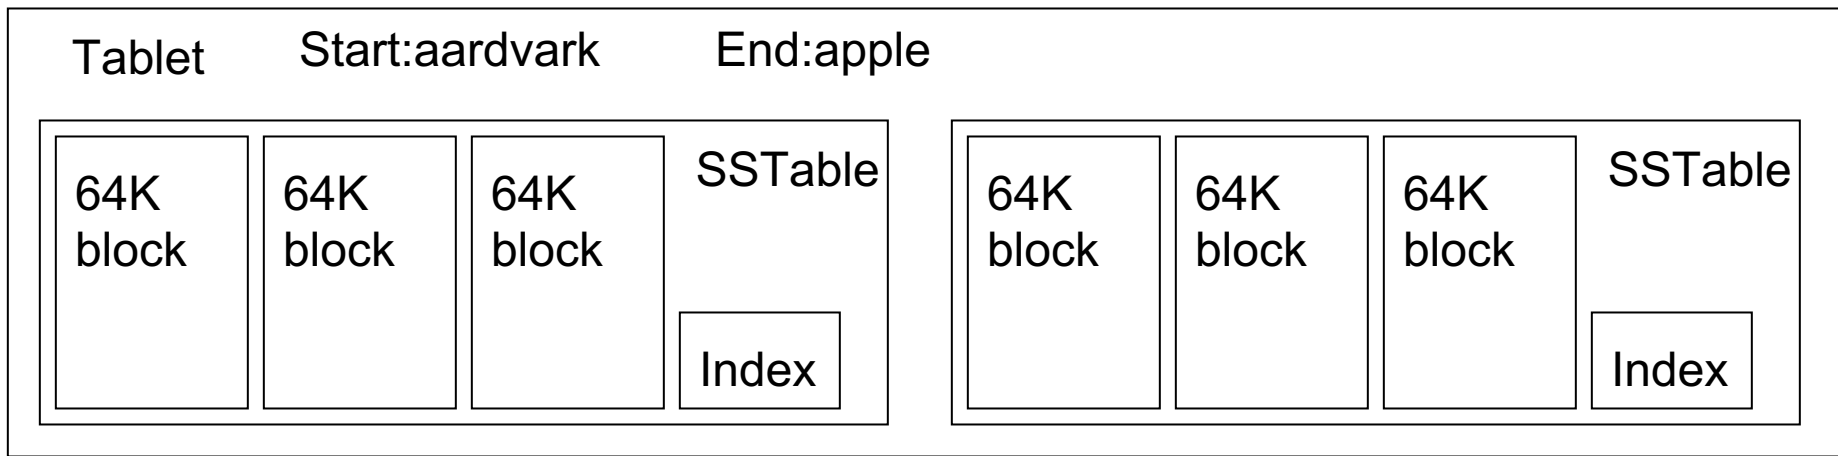 Tablet Start:aardvark End:apple
64K 64K 64K SSTable 64K 64K 64K SSTable
block block block block block block
Index Index